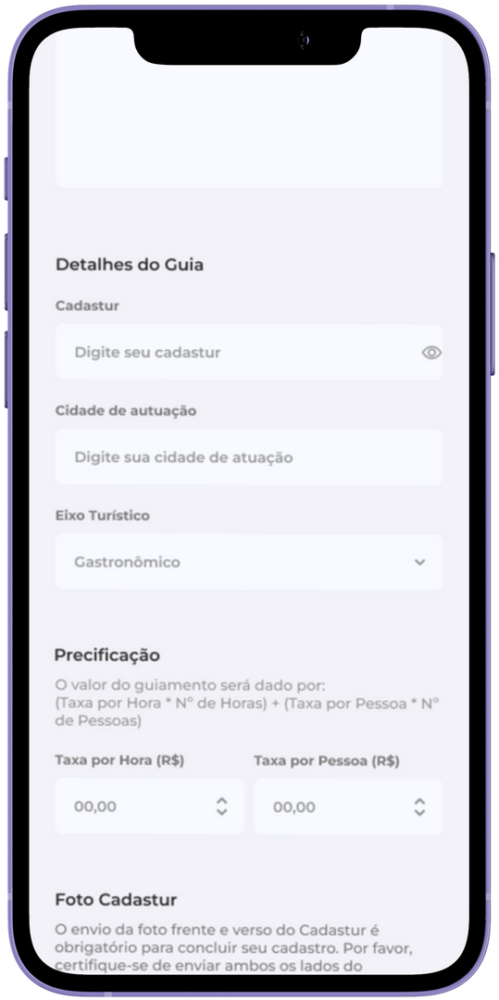 Detalhes do Guia
Cadastur
Digite seu cadastur
Cidade de autuação
Digite sua cidade de atuação
Eixo Turístico
Gastronômico
Precificação
O valor do guiamento será dado por:
(Taxa por Hora * Nº de Horas) + (Taxa por Pessoa * Nº
de Pessoas)
Taxa por Hora (R$)
Taxa por Pessoa (R$)
00,00
00,00
Foto Cadastur
O envio da foto frente e verso do Cadastur é
obrigatório para concluir seu cadastro. Por favor,
certifique-se de enviar ambos os lados do